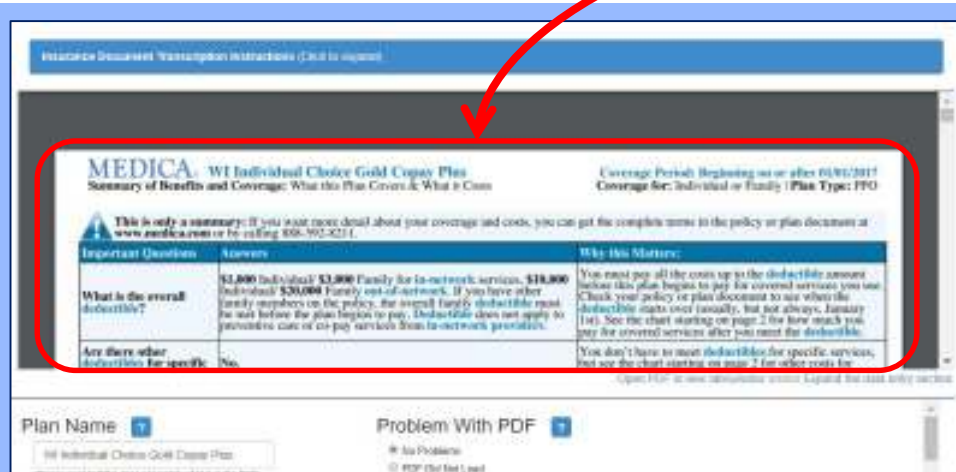 Insurance Document Transcription Instructions (Click to expand)
MEDICA. WI Individual Choice Gold Copay Plus
Coverage Period: Beginning on or after 01/01/2017
Summary of Benefits and Coverage: What this Plan Covers & What it Costs
Coverage for: Individual or Family | Plan Type: PPO
This is only a summary: If you want more detail about your coverage and costs, you can get the complete terms in the policy or plan document at
www.medica.com or by calling 888-592-8211.
Important Questions Answers Why this Matters:
What is the overall
deductible?
$1,000 Individual/ $3,000 Family for in-network services, $10,000
Individual/ $20,000 Family out-of-network. If you have other
family members on the policy, the overall family deductible must
be met before the plan begins to pay. Deductible does not apply to
preventive care or co-pay services from in-network providers.
You must pay all the costs up to the deductible amount
before this plan begins to pay for covered services you use.
Check your policy or plan document to see when the
deductible starts over (usually, but not always, January
1st). See the chart starting on page 2 for how much you
pay for covered services after you meet the deductible.
Are there other
deductibles for specific
No.
You don't have to meet deductibles for specific services,
but see the chart starting on page 2 for other costs for
Plan Name ?
Problem With PDF ?
WI Individual Choice Gold Copay Plus
No Problems
PDF Did Not Load